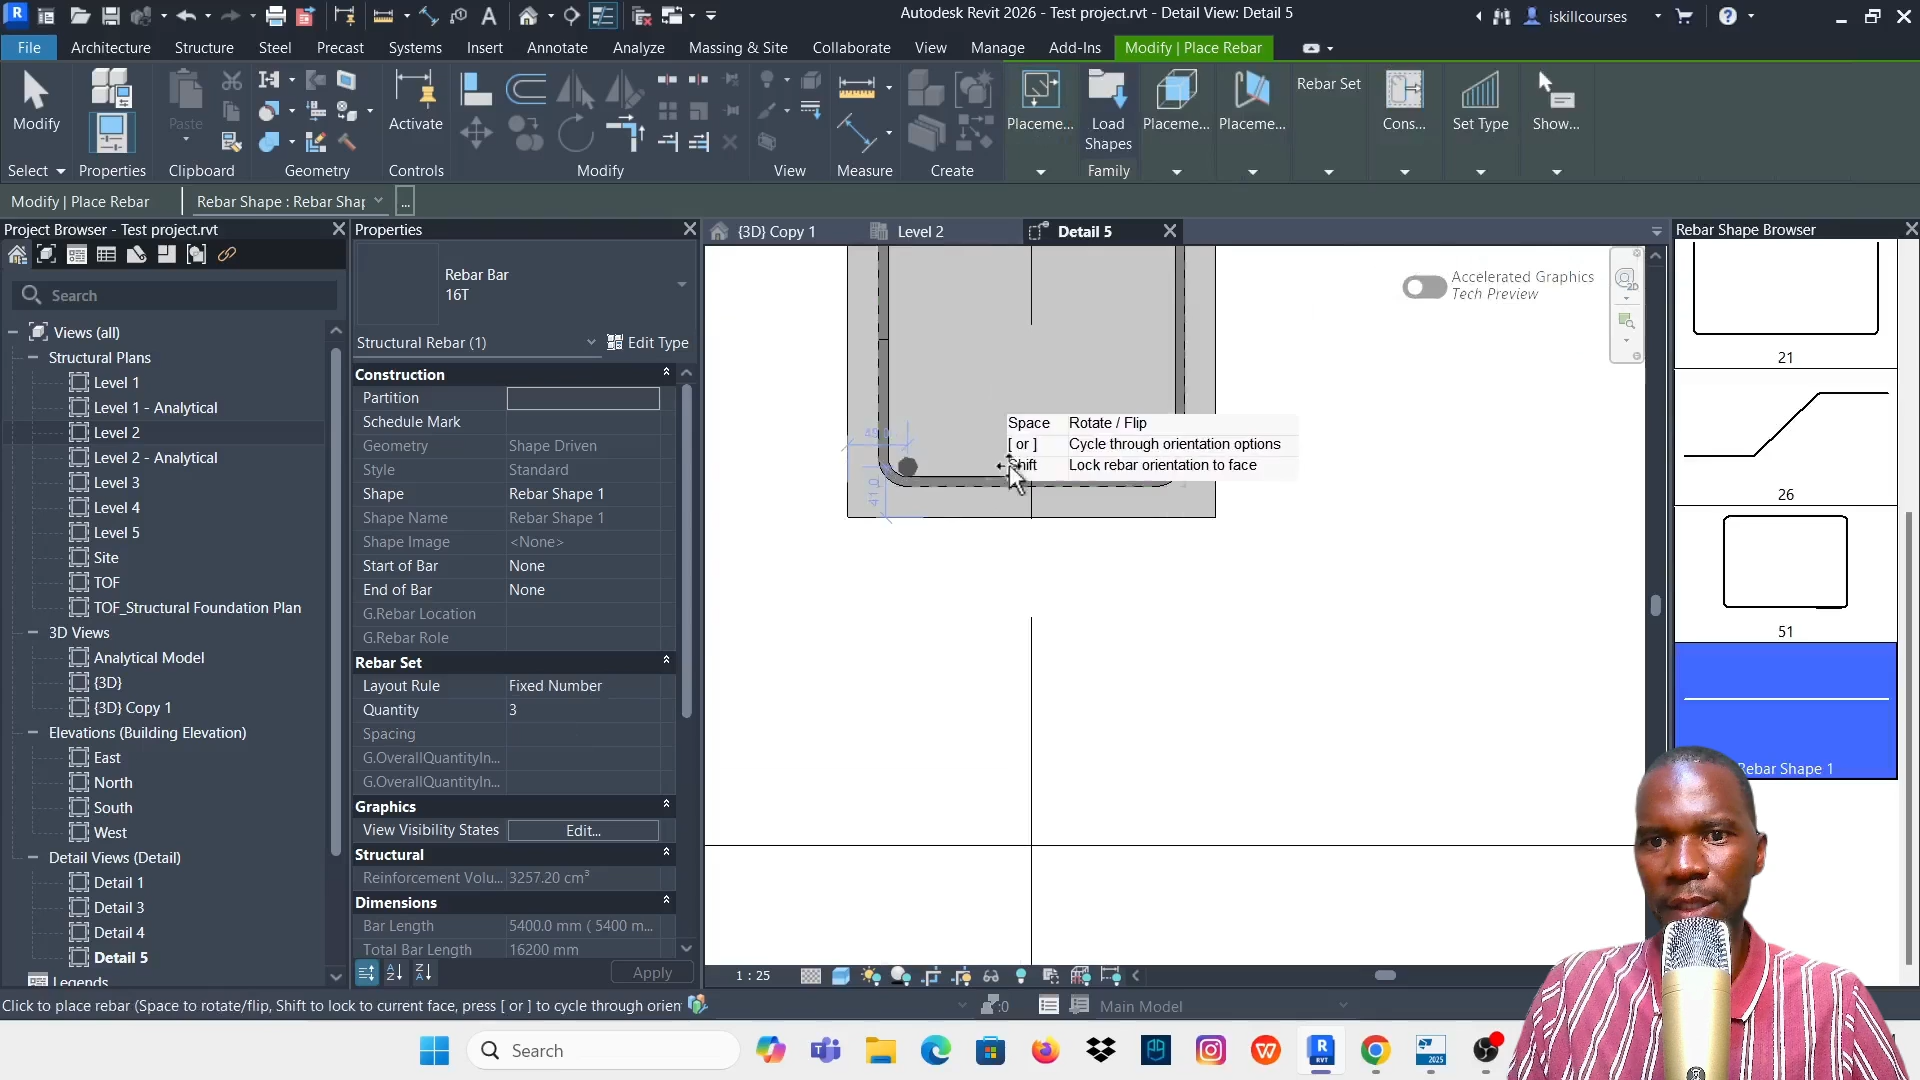 Autodesk Revit 2026 - Test project.rvt - Detail View: Detail 5
iskillcourses
File
Architecture
Structure
Steel
Precast
Systems
Insert
Annotate
Analyze
Massing & Site
Collaborate
View
Manage
Add-Ins
Modify | Place Rebar
Modify
Paste
Activate
Placeme...
Load
Shapes
Placeme...
Placeme...
Rebar Set
Cons...
Set Type
Show...
Select
Properties
Clipboard
Geometry
Controls
Modify
View
Measure
Create
Family
Modify | Place Rebar
Rebar Shape : Rebar Shap
...
Project Browser - Test project.rvt
Search
Views (all)
Structural Plans
Level 1
Level 1 - Analytical
Level 2
Level 2 - Analytical
Level 3
Level 4
Level 5
Site
TOF
TOF_Structural Foundation Plan
3D Views
Analytical Model
{3D}
{3D} Copy 1
Elevations (Building Elevation)
East
North
South
West
Detail Views (Detail)
Detail 1
Detail 3
Detail 4
Detail 5
Legends
Properties
Rebar Bar
16T
Structural Rebar (1)
Edit Type
Construction
Partition
Schedule Mark
Geometry Shape Driven
Style Standard
Shape Rebar Shape 1
Shape Name Rebar Shape 1
Shape Image <None>
Start of Bar None
End of Bar None
G.Rebar Location
G.Rebar Role
Rebar Set
Layout Rule Fixed Number
Quantity 3
Spacing
G.OverallQuantityIn...
G.OverallQuantityIn...
Graphics
View Visibility States Edit...
Structural
Reinforcement Volu... 3257.20 cm³
Dimensions
Bar Length 5400.0 mm ( 5400 m...
Total Bar Length 16200 mm
Apply
{3D} Copy 1
Level 2
Detail 5
Accelerated Graphics
Tech Preview
Space Rotate / Flip
[ or ] Cycle through orientation options
Shift Lock rebar orientation to face
41.0
1 : 25
Rebar Shape Browser
21
26
51
Rebar Shape 1
Click to place rebar (Space to rotate/flip, Shift to lock to current face, press [ or ] to cycle through orien
:0
Main Model
Search